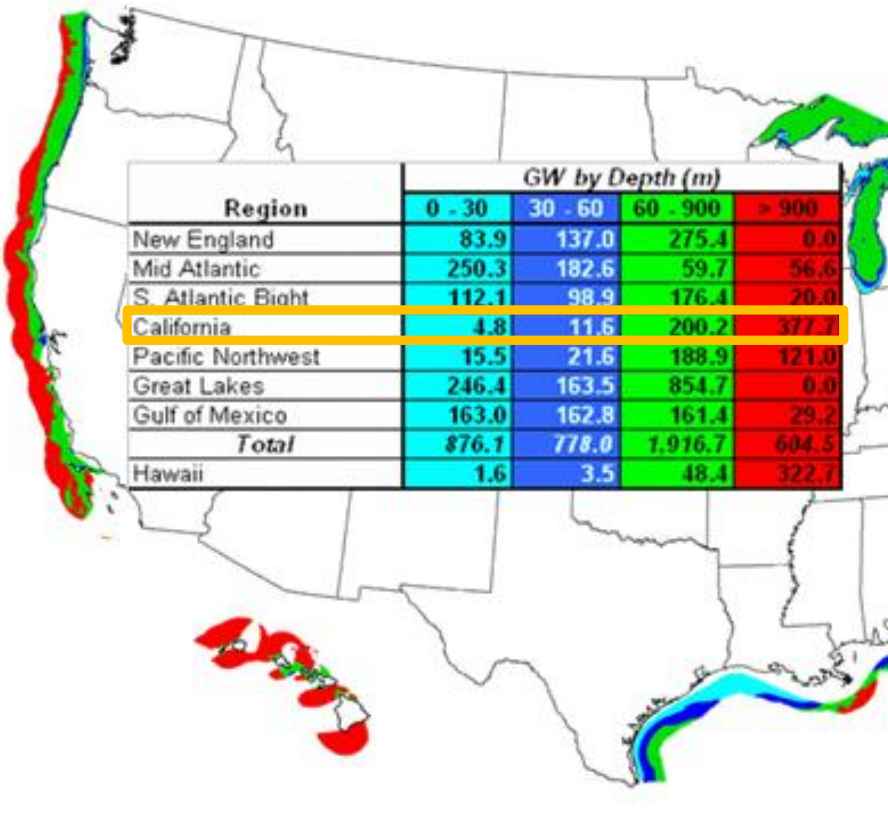 GW by Depth (m)
Region 0 - 30 30 - 60 60 - 900 > 900
New England 83.9 137.0 275.4 0.0
Mid Atlantic 250.3 182.6 59.7 56.6
S. Atlantic Bight 112.1 98.9 176.4 20.0
California 4.8 11.6 200.2 377.7
Pacific Northwest 15.5 21.6 188.9 121.0
Great Lakes 246.4 163.5 854.7 0.0
Gulf of Mexico 163.0 162.8 161.4 29.2
Total 876.1 778.0 1,916.7 604.5
Hawaii 1.6 3.5 48.4 322.7